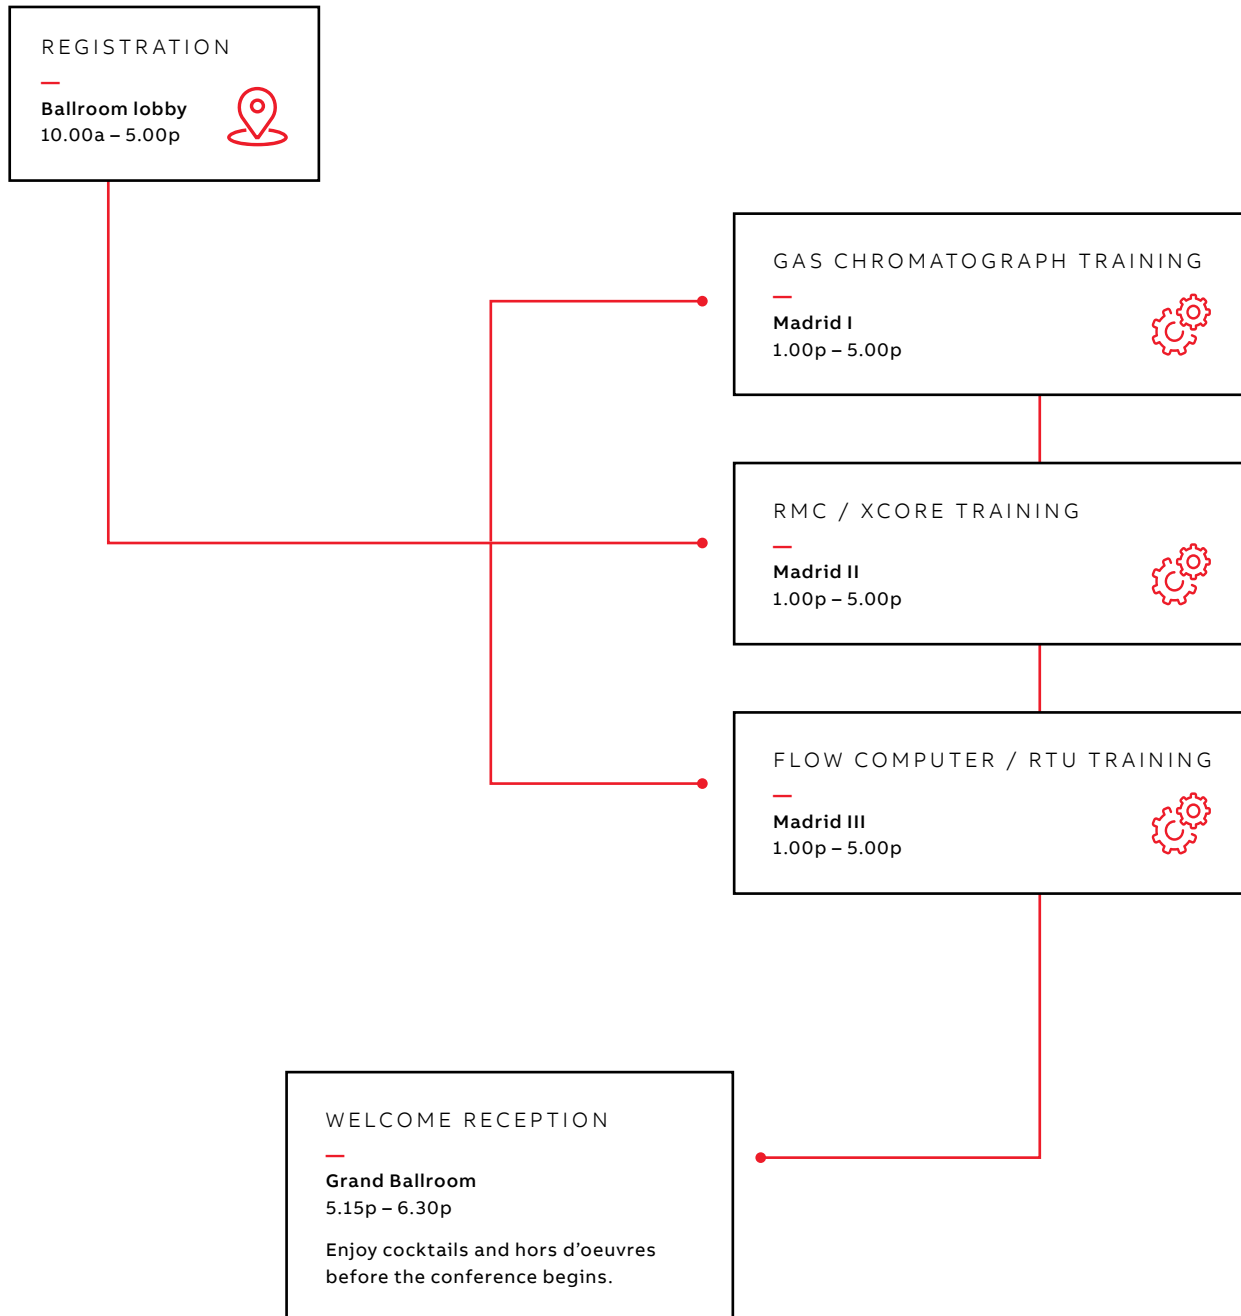 REGISTRATION
Ballroom lobby
10.00a – 5.00p
GAS CHROMATOGRAPH TRAINING
Madrid I
1.00p – 5.00p
RMC / XCORE TRAINING
Madrid II
1.00p – 5.00p
FLOW COMPUTER / RTU TRAINING
Madrid III
1.00p – 5.00p
WELCOME RECEPTION
Grand Ballroom
5.15p – 6.30p
Enjoy cocktails and hors d’oeuvres
before the conference begins.